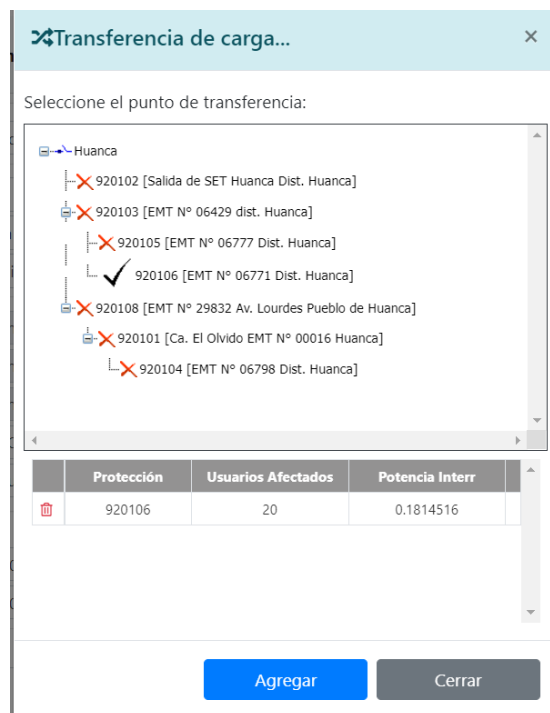 Transferencia de carga...
×
Seleccione el punto de transferencia:
Huanca
920102 [Salida de SET Huanca Dist. Huanca]
920103 [EMT N° 06429 dist. Huanca]
920105 [EMT N° 06777 Dist. Huanca]
920106 [EMT N° 06771 Dist. Huanca]
920108 [EMT N° 29832 Av. Lourdes Pueblo de Huanca]
920101 [Ca. El Olvido EMT N° 00016 Huanca]
920104 [EMT N° 06798 Dist. Huanca]
Protección Usuarios Afectados Potencia Interr
920106 20 0.1814516
Agregar Cerrar